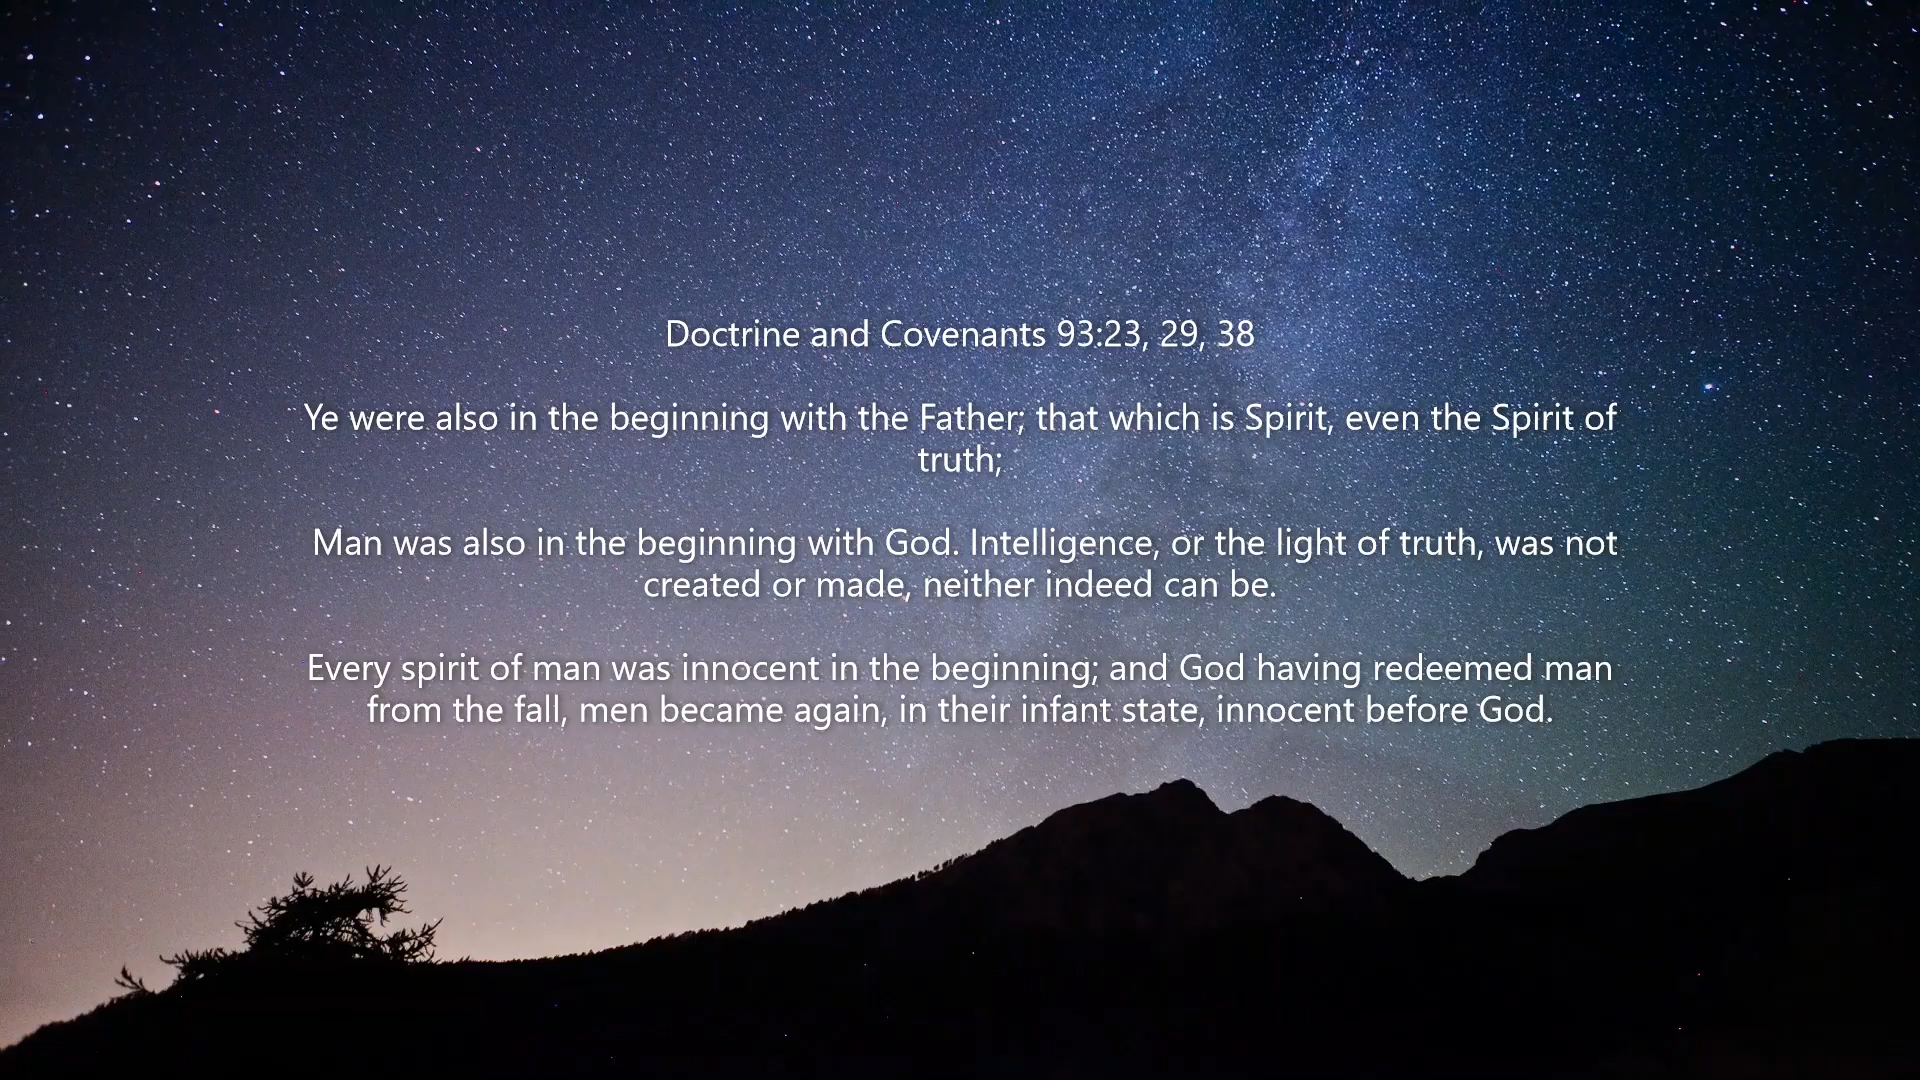 Doctrine and Covenants 93:23, 29, 38
Ye were also in the beginning with the Father; that which is Spirit, even the Spirit of
truth;
Man was also in the beginning with God. Intelligence, or the light of truth, was not
created or made, neither indeed can be.
Every spirit of man was innocent in the beginning; and God having redeemed man
from the fall, men became again, in their infant state, innocent before God.